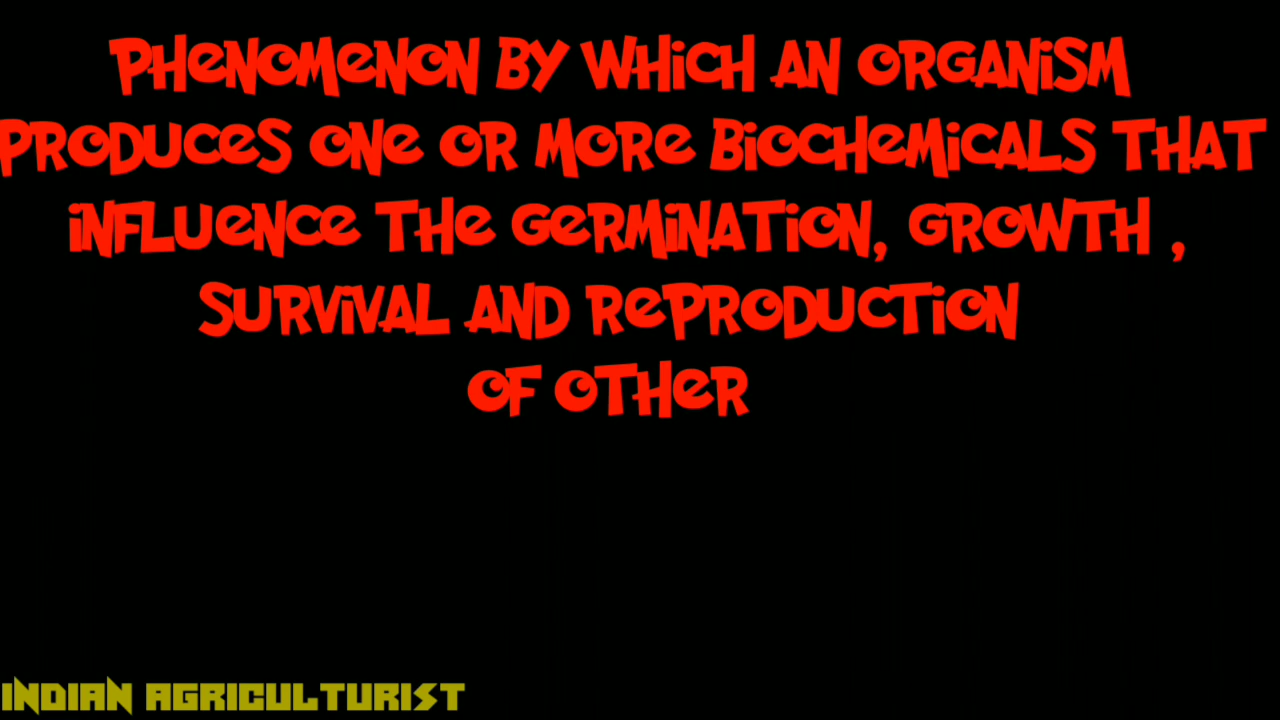 PHENOMENON BY WHICH AN ORGANISM
PRODUCES ONE OR MORE BIOCHEMICALS THAT
INFLUENCE THE GERMINATION, GROWTH ,
SURVIVAL AND REPRODUCTION
OF OTHER
INDIAN AGRICULTURIST